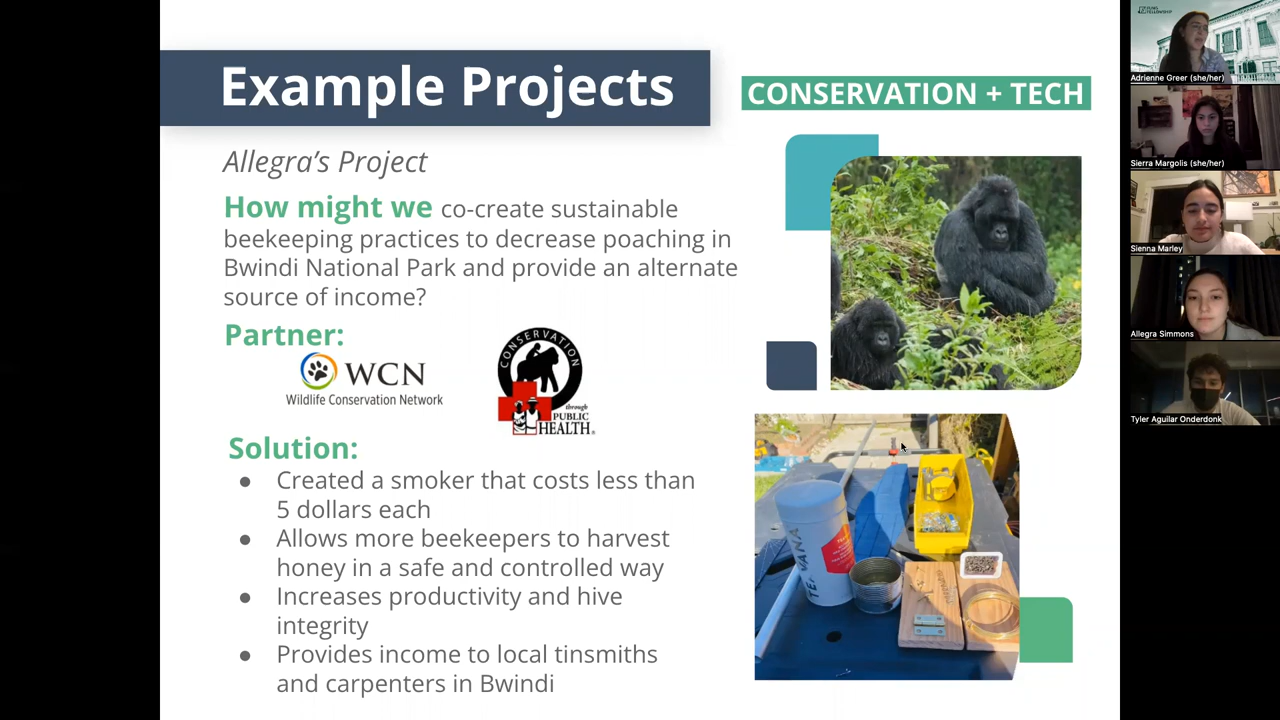 Example Projects
CONSERVATION + TECH
Allegra's Project
How might we co-create sustainable
beekeeping practices to decrease poaching in
Bwindi National Park and provide an alternate
source of income?
Partner:
WCN
Wildlife Conservation Network
CONSERVATION
through
PUBLIC
HEALTH
Solution:
● Created a smoker that costs less than
5 dollars each
● Allows more beekeepers to harvest
honey in a safe and controlled way
● Increases productivity and hive
integrity
● Provides income to local tinsmiths
and carpenters in Bwindi
FELLOWSHIP
Adrienne Greer (she/her)
Sierra Margolis (she/her)
Sienna Marley
Allegra Simmons
Tyler Aguilar Onderdonk